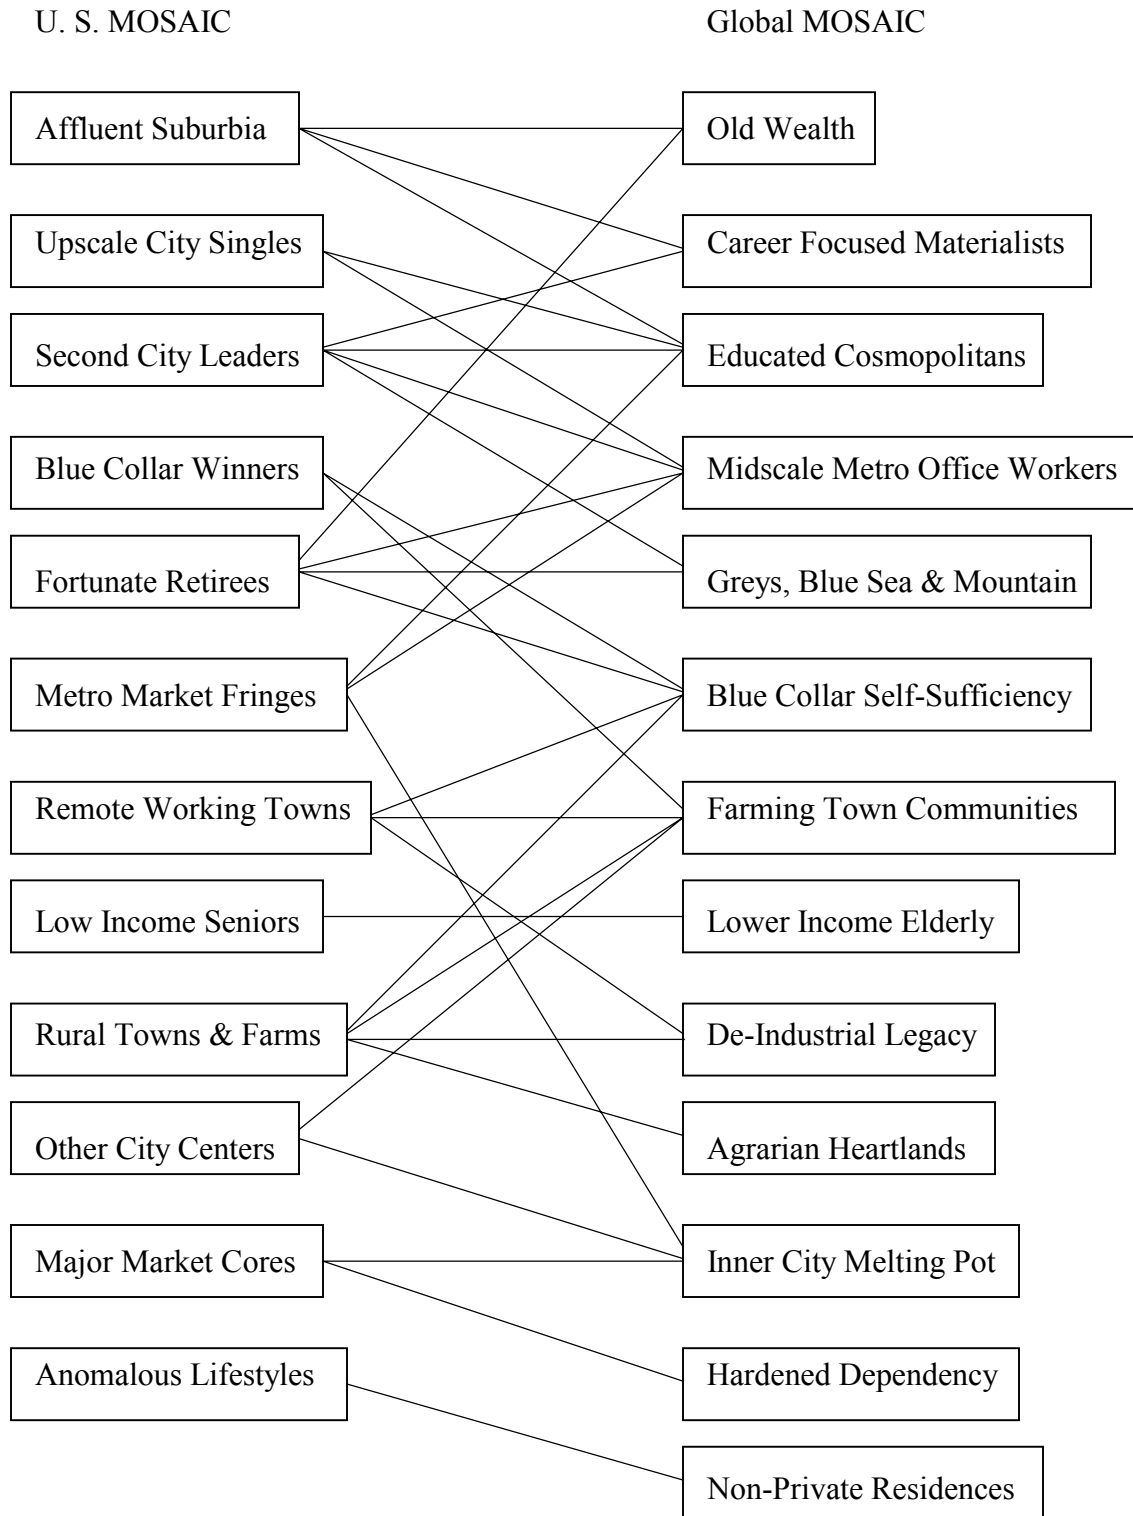 U. S. MOSAIC
Global MOSAIC
Affluent Suburbia
Old Wealth
Upscale City Singles
Career Focused Materialists
Second City Leaders
Educated Cosmopolitans
Blue Collar Winners
Midscale Metro Office Workers
Fortunate Retirees
Greys, Blue Sea & Mountain
Metro Market Fringes
Blue Collar Self-Sufficiency
Remote Working Towns
Farming Town Communities
Low Income Seniors
Lower Income Elderly
Rural Towns & Farms
De-Industrial Legacy
Other City Centers
Agrarian Heartlands
Major Market Cores
Inner City Melting Pot
Anomalous Lifestyles
Hardened Dependency
Non-Private Residences